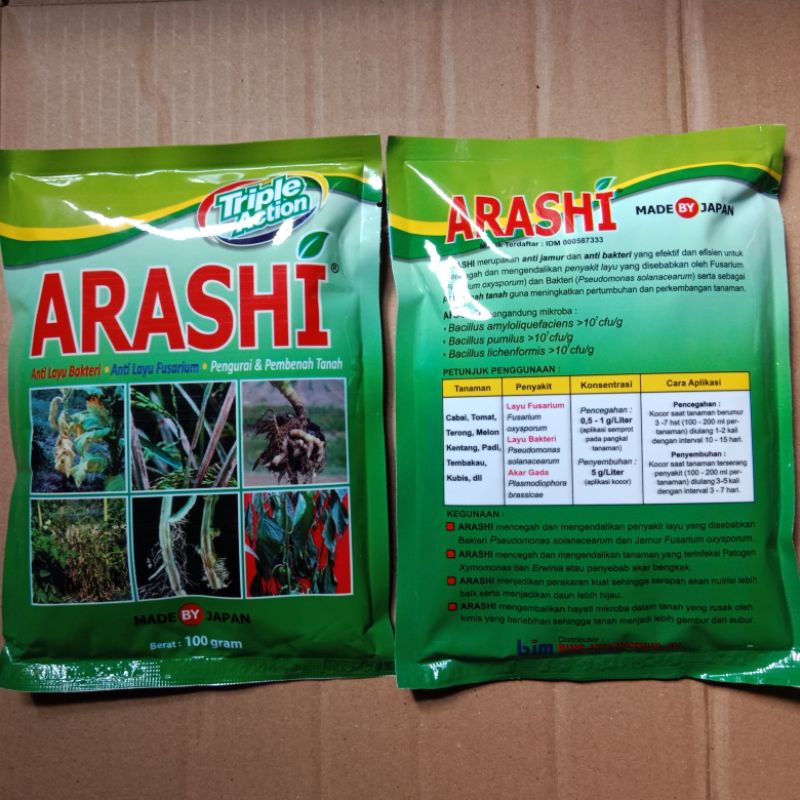 Triple
Action
ARASHI®
Anti Layu Bakteri • Anti Layu Fusarium • Pengurai & Pembenah Tanah
MADE BY JAPAN
Berat : 100 gram
ARASHI
MADE BY JAPAN
Terdaftar : IDM 000587333
merupakan anti jamur dan anti bakteri yang efektif dan efisien untuk
dan mengendalikan penyakit layu yang disebabkan oleh Fusarium.
oxysporum) dan Bakteri (Pseudomonas solanacearum) serta sebagai
tanah guna meningkatkan pertumbuhan dan perkembangan tanaman.
mengandung mikroba :
• Bacillus amyloliquefaciens >10⁷ cfu/g
• Bacillus pumilus >10⁷ cfu/g
• Bacillus lichenformis >10⁷ cfu/g
PETUNJUK PENGGUNAAN :
Tanaman Penyakit Konsentrasi Cara Aplikasi
Cabai, Tomat,
Terong, Melon
Kentang, Padi,
Tembakau,
Kubis, dll
Layu Fusarium
Fusarium
oxysporum
Layu Bakteri
Pseudomonas
solanacearum
Akar Gada
Plasmodiophora
brassicae
Pencegahan :
0,5 - 1 g/Liter
(aplikasi semprot
pada pangkal
tanaman)
Penyembuhan :
5 g/Liter
(aplikasi kocor)
Pencegahan :
Kocor saat tanaman berumur
3 -7 hst (100 - 200 ml per-
tanaman) diulang 1-2 kali
dengan interval 10 - 15 hari.
Penyembuhan :
Kocor saat tanaman terserang
penyakit (100 - 200 ml per-
tanaman) diulang 3-5 kali
dengan interval 3 - 7 hari.
KEGUNAAN :
ARASHI mencegah dan mengendalikan penyakit layu yang disebabkan
Bakteri Pseudomonas solanacearum dan Jamur Fusarium oxysporum.
ARASHI mencegah dan mengendalikan tanaman yang terinfeksi Patogen
Xymomonas dan Erwinia atau penyebab akar bengkak.
ARASHI menjadikan perakaran kuat sehingga serapan akan nutrisi lebih
baik serta menjadikan daun lebih hijau.
ARASHI mengembalikan hayati mikroba dalam tanah yang rusak oleh
kimia yang berlebihan sehingga tanah menjadi lebih gembur dan subur.
Distributor :
bim